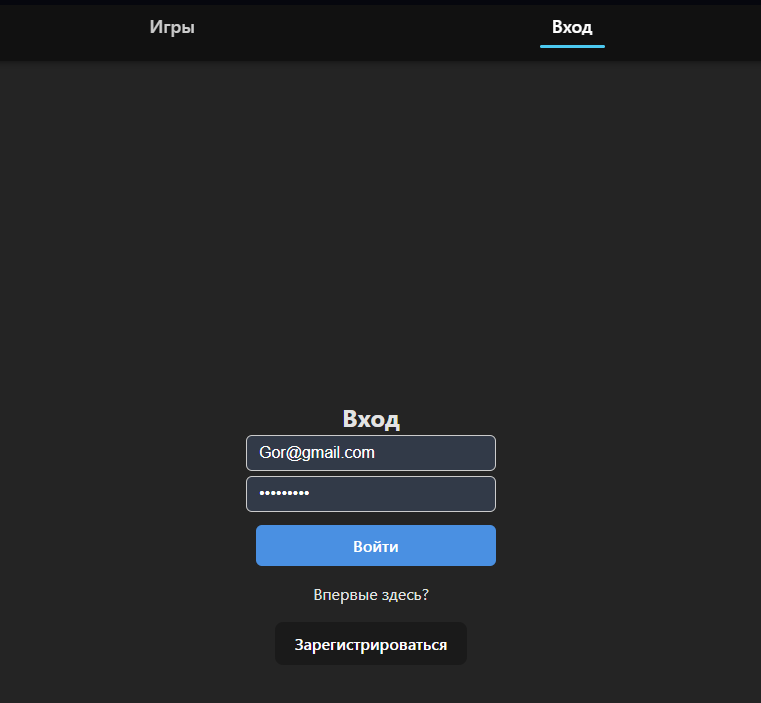 Игры
Вход
Вход
Gor@gmail.com
•••••••••
Войти
Впервые здесь?
Зарегистрироваться